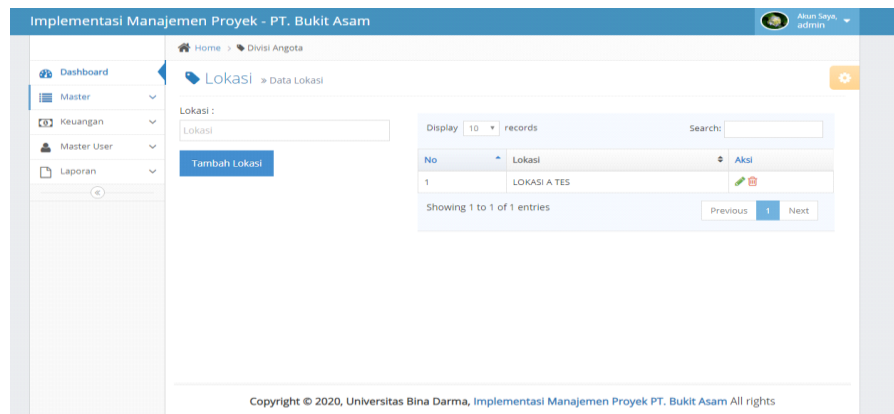 Implementasi Manajemen Proyek - PT. Bukit Asam
Akun Saya,
admin
Home > Divisi Angota
Dashboard
Master
Keuangan
Master User
Laporan
Lokasi » Data Lokasi
Lokasi :
Lokasi
Tambah Lokasi
Display 10 records
Search:
No Lokasi Aksi
1 LOKASI A TES
Showing 1 to 1 of 1 entries
Previous 1 Next
Copyright © 2020, Universitas Bina Darma, Implementasi Manajemen Proyek PT. Bukit Asam All rights